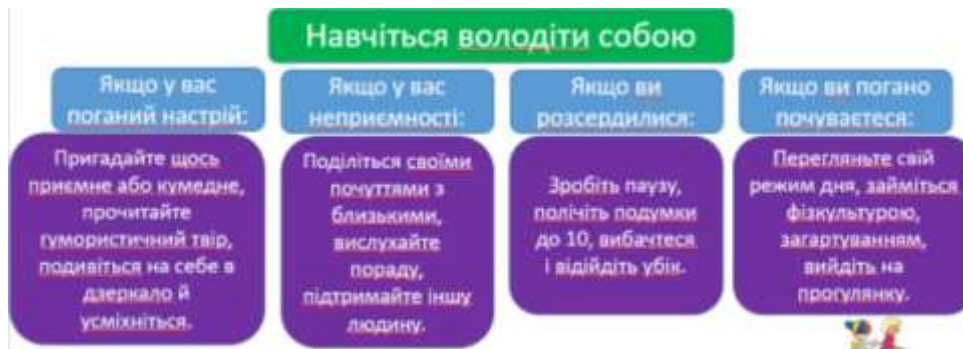 Навчіться володіти собою
Якщо у вас
поганий настрій:
Пригадайте щось
приємне або кумедне,
прочитайте
гумористичний твір,
подивіться на себе в
дзеркало й
усміхніться.
Якщо у вас
неприємності:
Поділіться своїми
почуттями з
близькими,
вислухайте
пораду,
підтримайте іншу
людину.
Якщо ви
розсердилися:
Зробіть паузу,
полічіть подумки
до 10, вибачтеся
і відійдіть убік.
Якщо ви погано
почуваєтеся:
Перегляньте свій
режим дня, займіться
фізкультурою,
загартуванням,
вийдіть на
прогулянку.